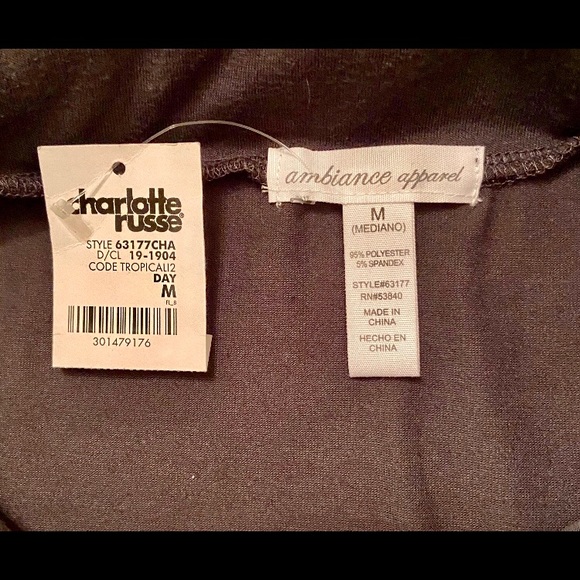 charlotte
russe
STYLE 63177CHA
D/CL 19-1904
CODE TROPICALI2
DAY
M
FL_8
301479176
ambiance apparel
M
(MEDIANO)
95% POLYESTER
5% SPANDEX
STYLE#63177
RN#53840
MADE IN
CHINA
HECHO EN
CHINA